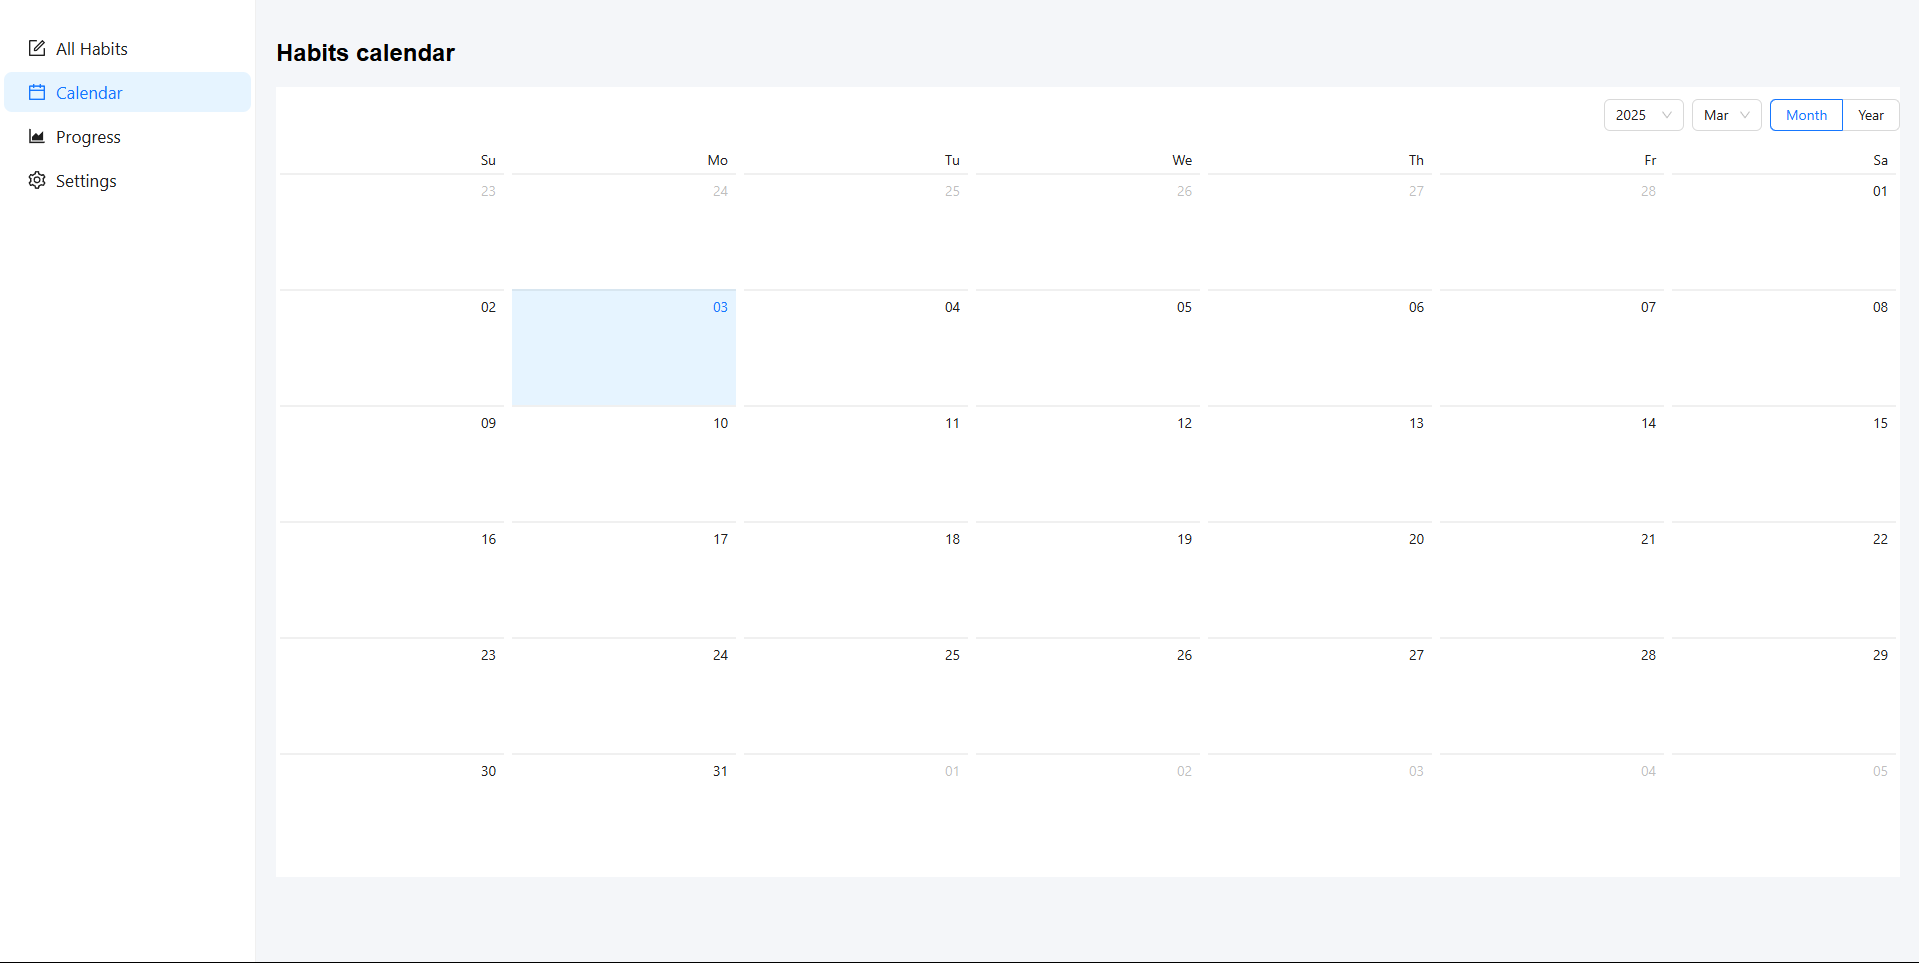 All Habits
Calendar
Progress
Settings
Habits calendar
2025 Mar Month Year
Su Mo Tu We Th Fr Sa
23 24 25 26 27 28 01
02 03 04 05 06 07 08
09 10 11 12 13 14 15
16 17 18 19 20 21 22
23 24 25 26 27 28 29
30 31 01 02 03 04 05